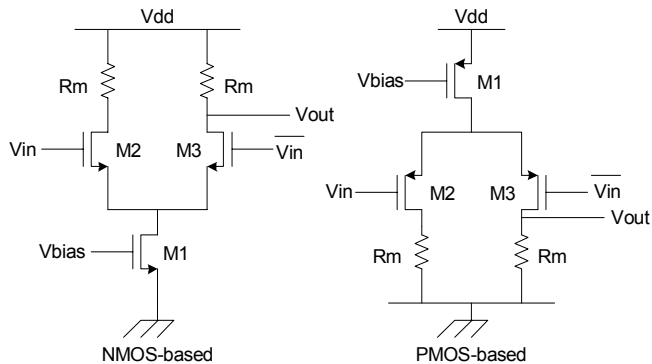 Vdd
Rm
Rm
Vout
Vin
M2
M3
Vin
Vbias
M1
NMOS-based
Vdd
Vbias
M1
Vin
M2
M3
Vin
Vout
Rm
Rm
PMOS-based